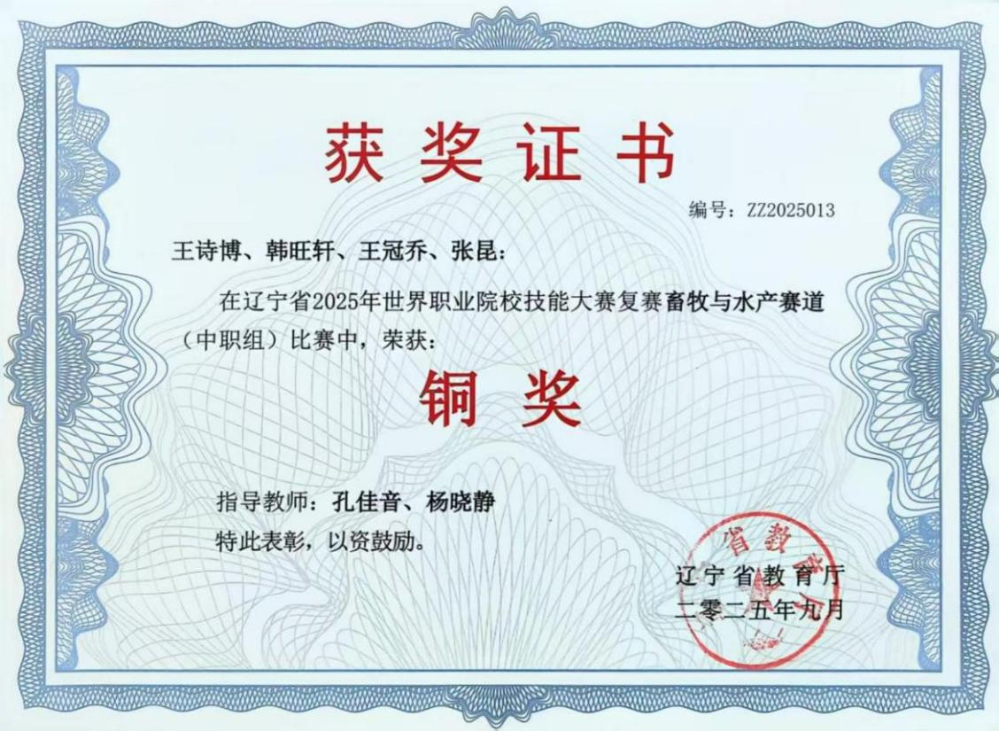 获奖证书
编号：ZZ2025013
王诗博、韩旺轩、王冠乔、张昆：
在辽宁省2025年世界职业院校技能大赛复赛畜牧与水产赛道
（中职组）比赛中，荣获：
铜奖
指导教师：孔佳音、杨晓静
特此表彰，以资鼓励。
省教育厅
辽宁省教育厅
二零二五年九月